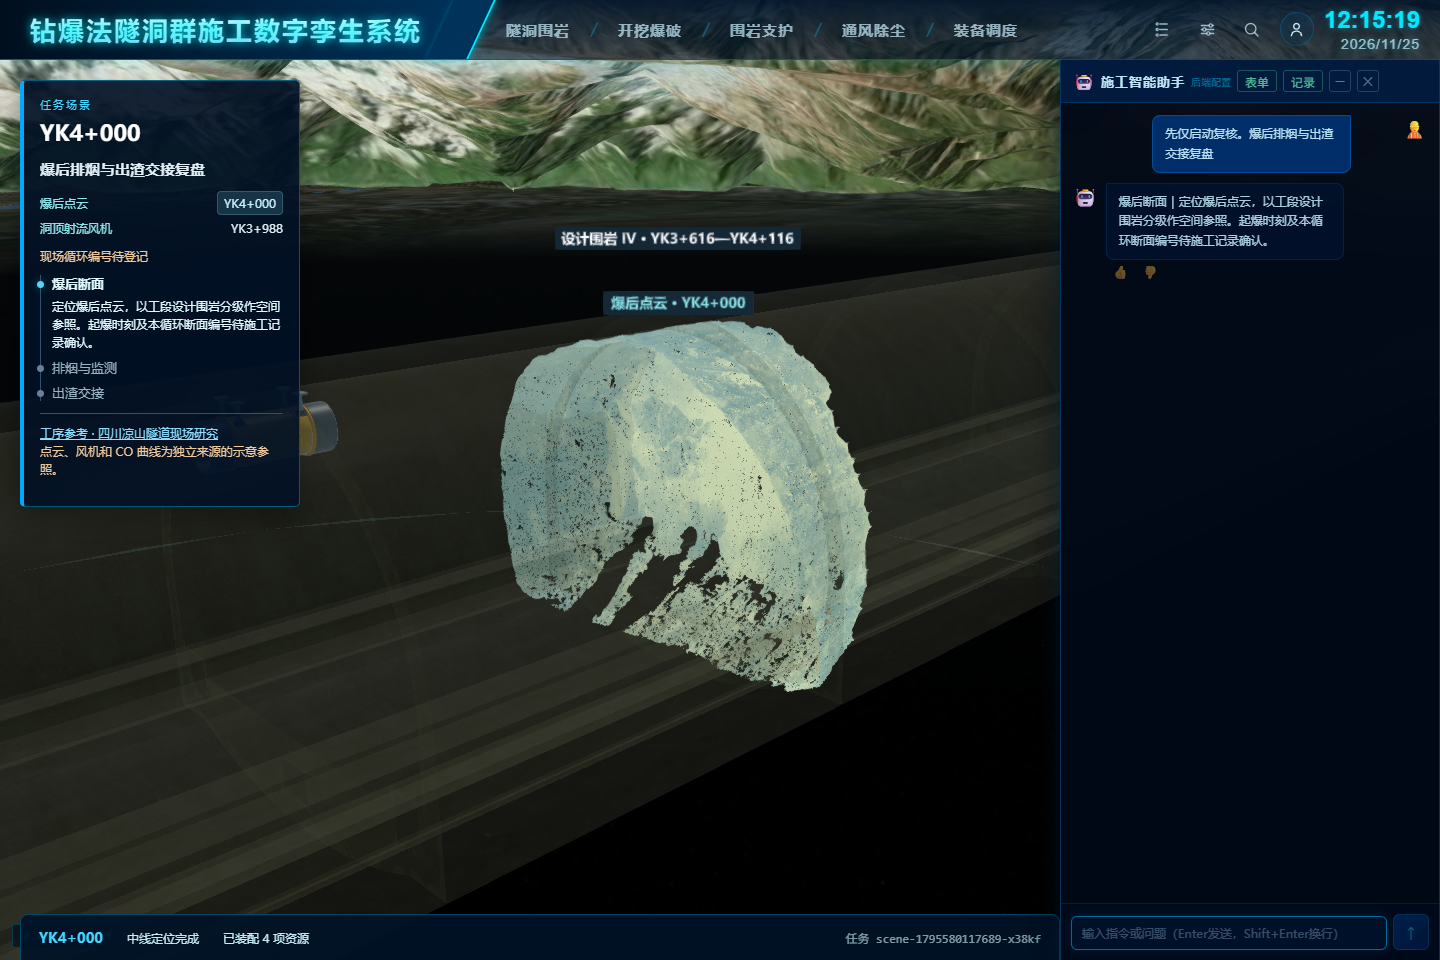 钻爆法隧洞群施工数字孪生系统
隧洞围岩 / 开挖爆破 / 围岩支护 / 通风除尘 / 装备调度
12:15:19
2026/11/25
任务场景
YK4+000
爆后排烟与出渣交接复盘
爆后点云 YK4+000
洞顶射流风机 YK3+988
现场循环编号待登记
爆后断面
定位爆后点云，以工段设计围岩分级作空间
参照。起爆时刻及本循环断面编号待施工记
录确认。
排烟与监测
出渣交接
工序参考·四川凉山隧道现场研究
点云、风机和 CO 曲线为独立来源的示意参
照。
设计围岩 IV·YK3+616—YK4+116
爆后点云·YK4+000
施工智能助手 后端配置 表单 记录
先仅启动复核。爆后排烟与出渣
交接复盘
爆后断面 | 定位爆后点云，以工段设计
围岩分级作空间参照。起爆时刻及本循
环断面编号待施工记录确认。
YK4+000 中线定位完成 已装配 4 项资源 任务 scene-1795580117689-x38kf
输入指令或问题（Enter发送，Shift+Enter换行）